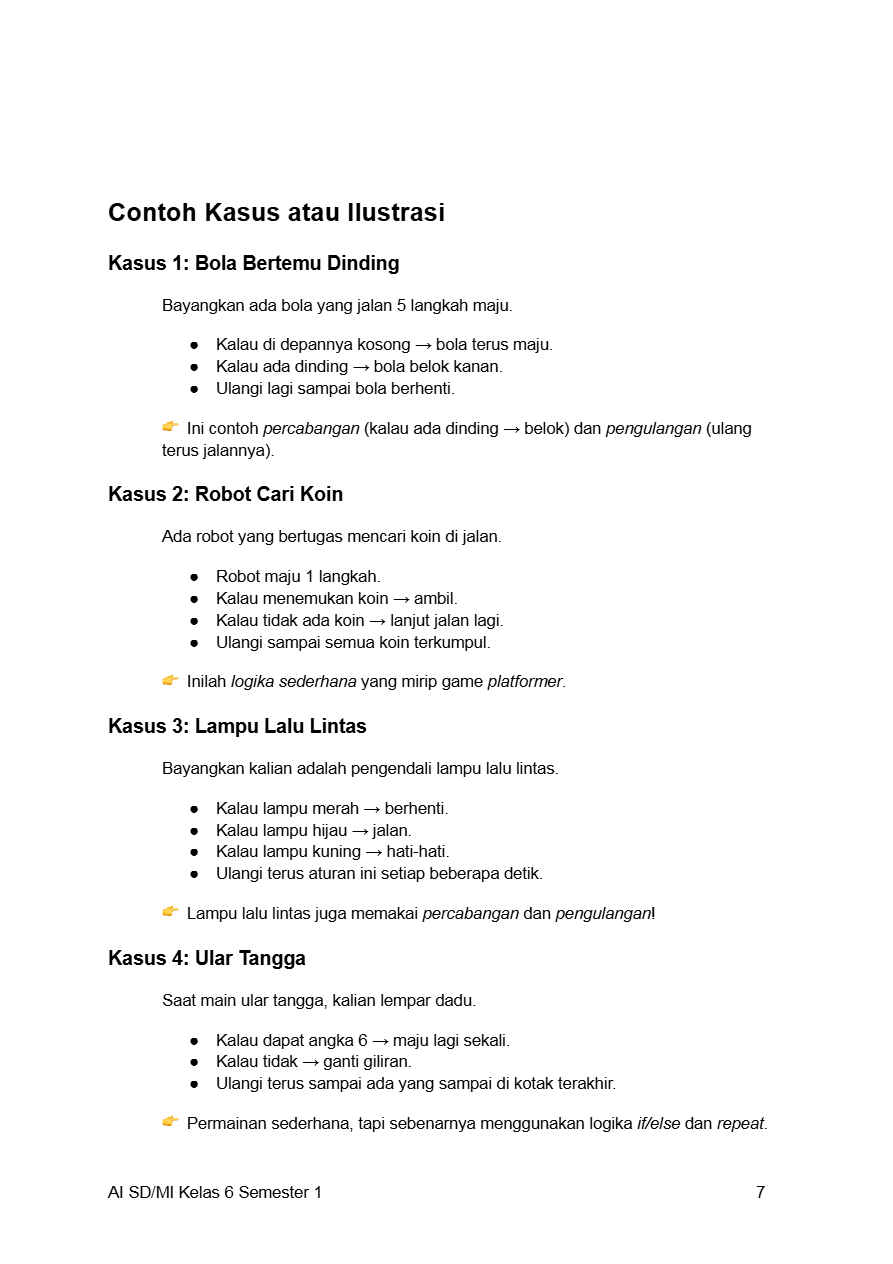 Contoh Kasus atau Ilustrasi
Kasus 1: Bola Bertemu Dinding
Bayangkan ada bola yang jalan 5 langkah maju.
● Kalau di depannya kosong → bola terus maju.
● Kalau ada dinding → bola belok kanan.
● Ulangi lagi sampai bola berhenti.
👉 Ini contoh percabangan (kalau ada dinding → belok) dan pengulangan (ulang
terus jalannya).
Kasus 2: Robot Cari Koin
Ada robot yang bertugas mencari koin di jalan.
● Robot maju 1 langkah.
● Kalau menemukan koin → ambil.
● Kalau tidak ada koin → lanjut jalan lagi.
● Ulangi sampai semua koin terkumpul.
👉 Inilah logika sederhana yang mirip game platformer.
Kasus 3: Lampu Lalu Lintas
Bayangkan kalian adalah pengendali lampu lalu lintas.
● Kalau lampu merah → berhenti.
● Kalau lampu hijau → jalan.
● Kalau lampu kuning → hati-hati.
● Ulangi terus aturan ini setiap beberapa detik.
👉 Lampu lalu lintas juga memakai percabangan dan pengulangan!
Kasus 4: Ular Tangga
Saat main ular tangga, kalian lempar dadu.
● Kalau dapat angka 6 → maju lagi sekali.
● Kalau tidak → ganti giliran.
● Ulangi terus sampai ada yang sampai di kotak terakhir.
👉 Permainan sederhana, tapi sebenarnya menggunakan logika if/else dan repeat.
AI SD/MI Kelas 6 Semester 1 7